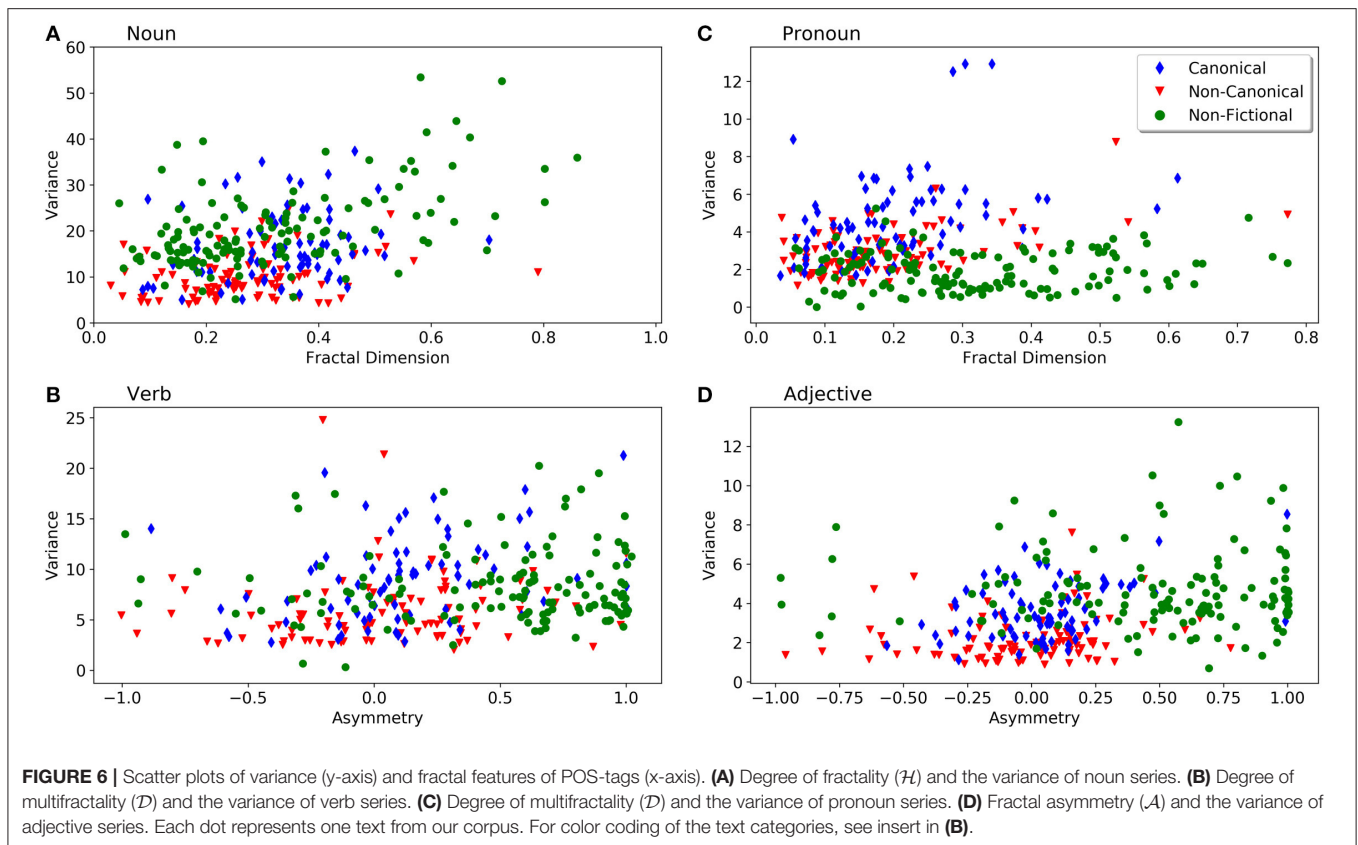 A Noun
60
50
40
30
20
10
0
Variance
0.0 0.2 0.4 0.6 0.8 1.0
Fractal Dimension
C Pronoun
12
10
8
6
4
2
0
Variance
0.0 0.1 0.2 0.3 0.4 0.5 0.6 0.7 0.8
Fractal Dimension
Canonical
Non-Canonical
Non-Fictional
B Verb
25
20
15
10
5
0
Variance
−1.0 −0.5 0.0 0.5 1.0
Asymmetry
D Adjective
12
10
8
6
4
2
0
Variance
−1.00 −0.75 −0.50 −0.25 0.00 0.25 0.50 0.75 1.00
Asymmetry
FIGURE 6 | Scatter plots of variance (y-axis) and fractal features of POS-tags (x-axis). (A) Degree of fractality (ℋ) and the variance of noun series. (B) Degree of
multifractality (𝒟) and the variance of verb series. (C) Degree of multifractality (𝒟) and the variance of pronoun series. (D) Fractal asymmetry (𝒜) and the variance of
adjective series. Each dot represents one text from our corpus. For color coding of the text categories, see insert in (B).